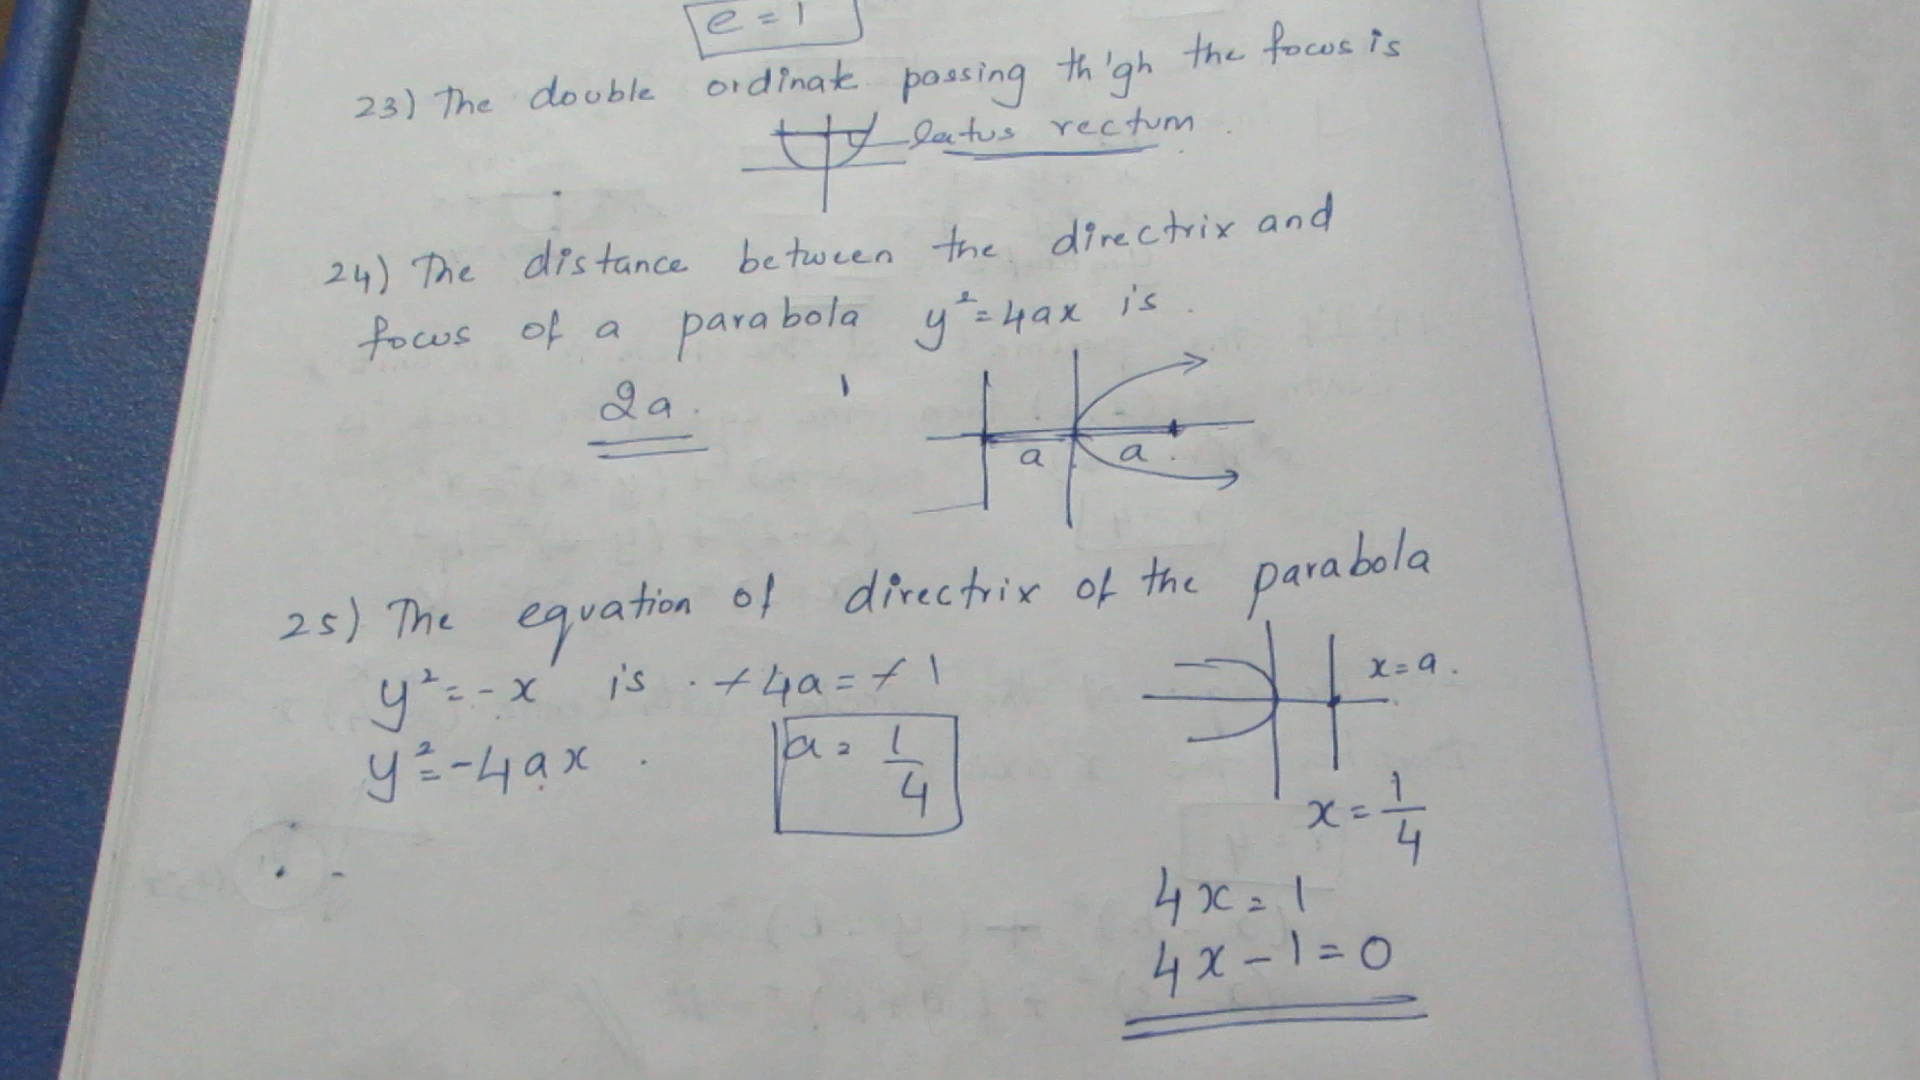 e = 1
23) The double ordinate passing th'gh the focus is
latus rectum.
24) The distance between the directrix and
focus of a parabola y² = 4ax is.
2a.
a a.
25) The equation of directrix of the parabola
y² = -x is . -4a = -1
x = a.
y² = -4ax.
a = 1/4
x = 1/4
4x = 1
4x - 1 = 0